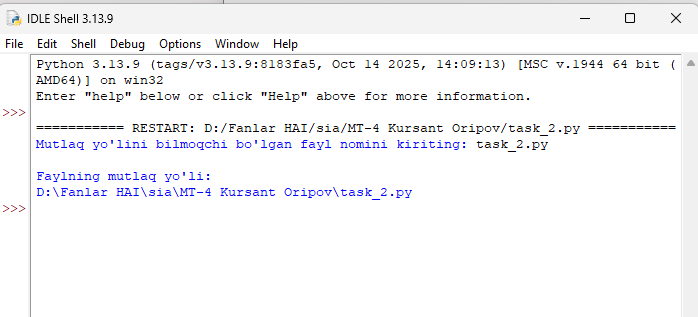 IDLE Shell 3.13.9
File Edit Shell Debug Options Window Help
Python 3.13.9 (tags/v3.13.9:8183fa5, Oct 14 2025, 14:09:13) [MSC v.1944 64 bit (
AMD64)] on win32
Enter "help" below or click "Help" above for more information.
>>>
=========== RESTART: D:/Fanlar HAI/sia/MT-4 Kursant Oripov/task_2.py ===========
Mutlaq yo'lini bilmoqchi bo'lgan fayl nomini kiriting: task_2.py
Faylning mutlaq yo'li:
D:\Fanlar HAI\sia\MT-4 Kursant Oripov\task_2.py
>>>